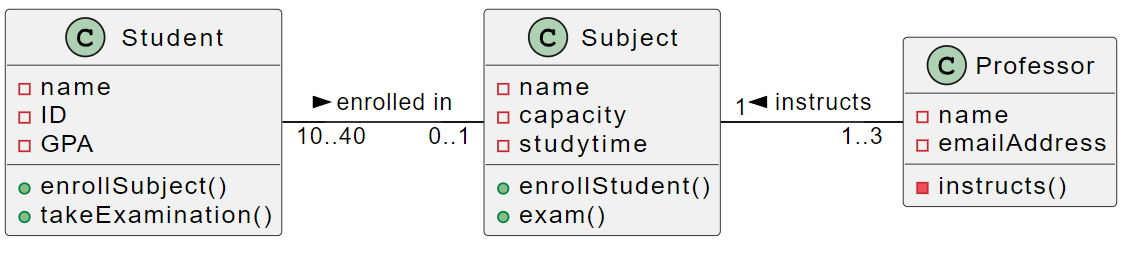 C Student
name
ID
GPA
enrollSubject()
takeExamination()
► enrolled in
10..40 0..1
C Subject
name
capacity
studytime
enrollStudent()
exam()
1 ◄ instructs
1..3
C Professor
name
emailAddress
instructs()